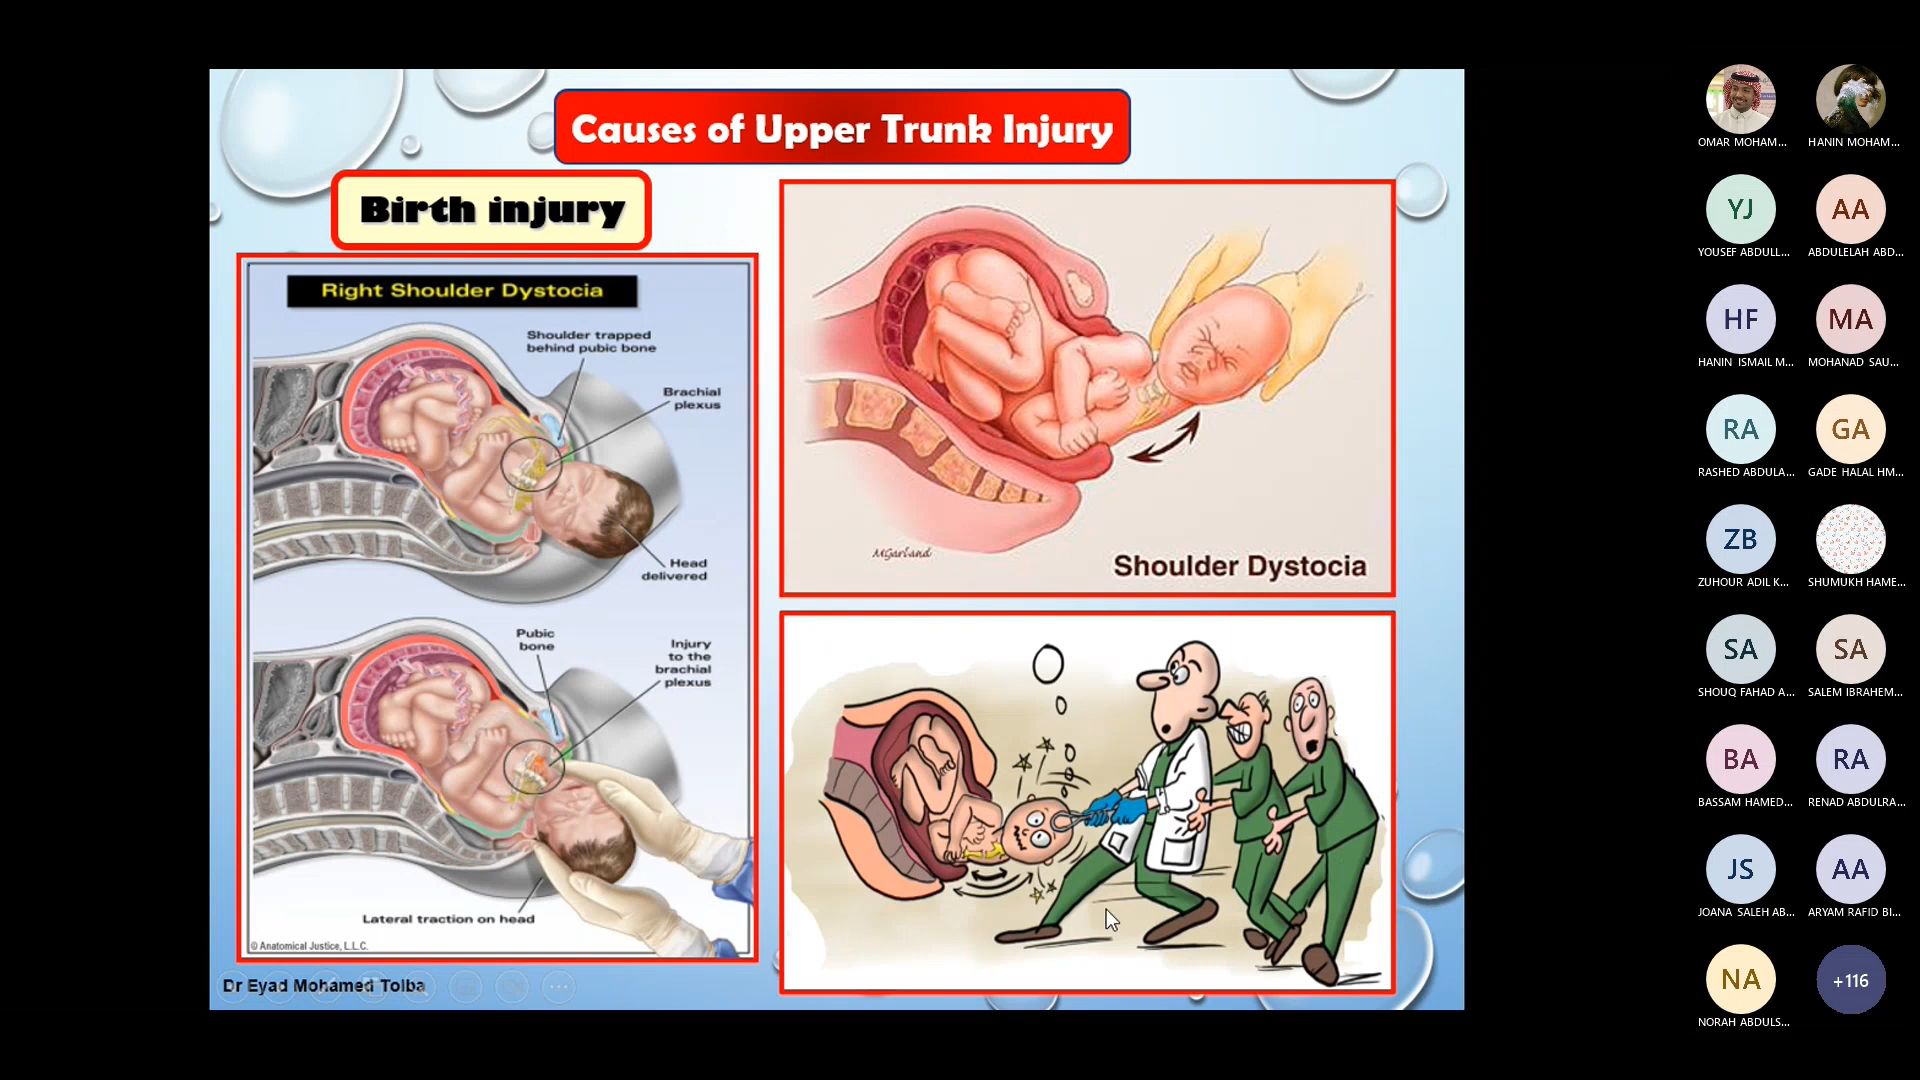 Causes of Upper Trunk Injury
Birth injury
Right Shoulder Dystocia
Shoulder trapped
behind pubic bone
Brachial
plexus
Head
delivered
Pubic
bone
Injury
to the
brachial
plexus
Lateral traction on head
© Anatomical Justice, L.L.C.
MGarland
Shoulder Dystocia
Dr Eyad Mohamed Tolba
OMAR MOHAM...
HANIN MOHAM...
YJ
YOUSEF ABDULL...
AA
ABDULELAH ABD...
HF
HANIN ISMAIL M...
MA
MOHANAD SAU...
RA
RASHED ABDULA...
GA
GADE HALAL HM...
ZB
ZUHOUR ADIL K...
SHUMUKH HAME...
SA
SHOUQ FAHAD A...
SA
SALEM IBRAHEM...
BA
BASSAM HAMED...
RA
RENAD ABDULRA...
JS
JOANA SALEH AB...
AA
ARYAM RAFID BI...
NA
NORAH ABDULS...
+116